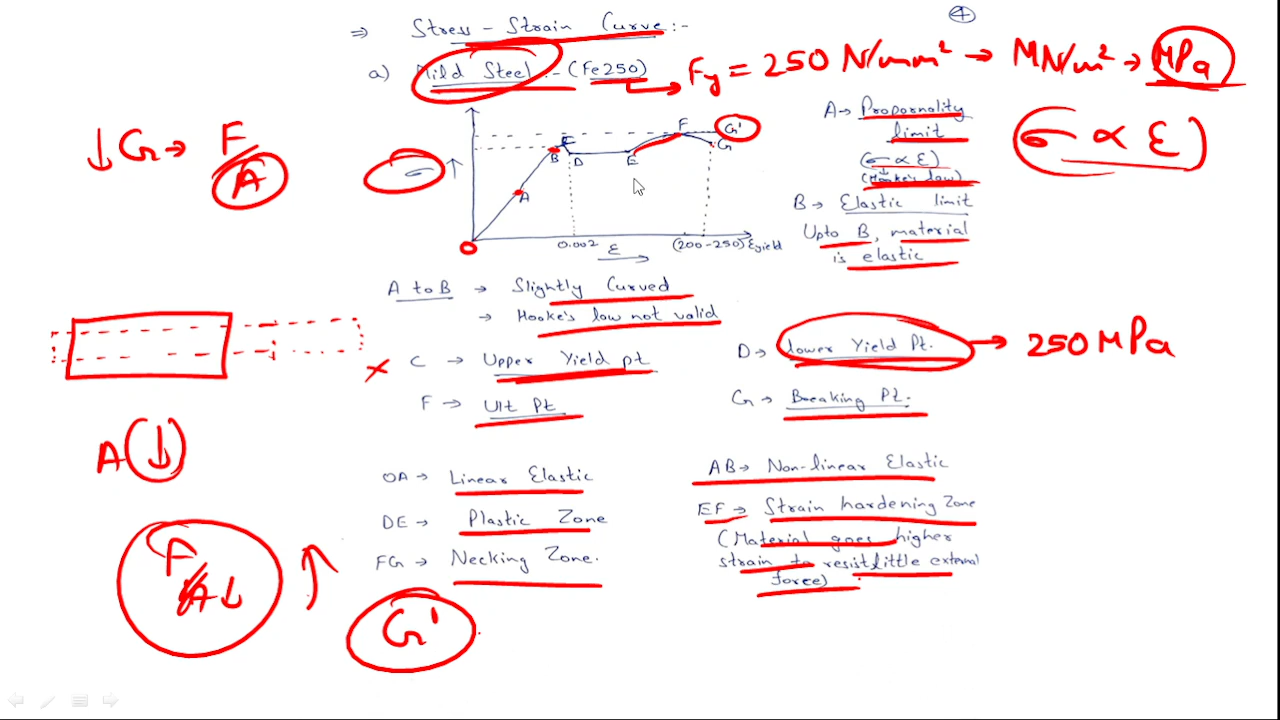 ④
⇒ Stress - Strain Curve :-
a) Mild Steel :- (Fe250) → Fy = 250 N/mm² → MN/m² → MPa
↓ G → F/A
σ ↑
O A B C D E F G' G
0.002 ε → (200-250) εyield
A → Propornality limit
(σ ∝ ε)
(Hooke's law)
σ ∝ ε
B → Elastic limit
Upto B, material is elastic
A to B → Slightly Curved
→ Hooke's low not valid
× C → Upper Yield pt
D → lower Yield Pt. → 250 MPa
F → Ult Pt
G → Breaking Pt.
A ↓
OA → Linear Elastic
AB → Non-linear Elastic
DE → Plastic Zone
EF → Strain hardening Zone
(Material goes higher
strain to resist little external
force)
FG → Necking Zone.
F
A↓ ↑
G'